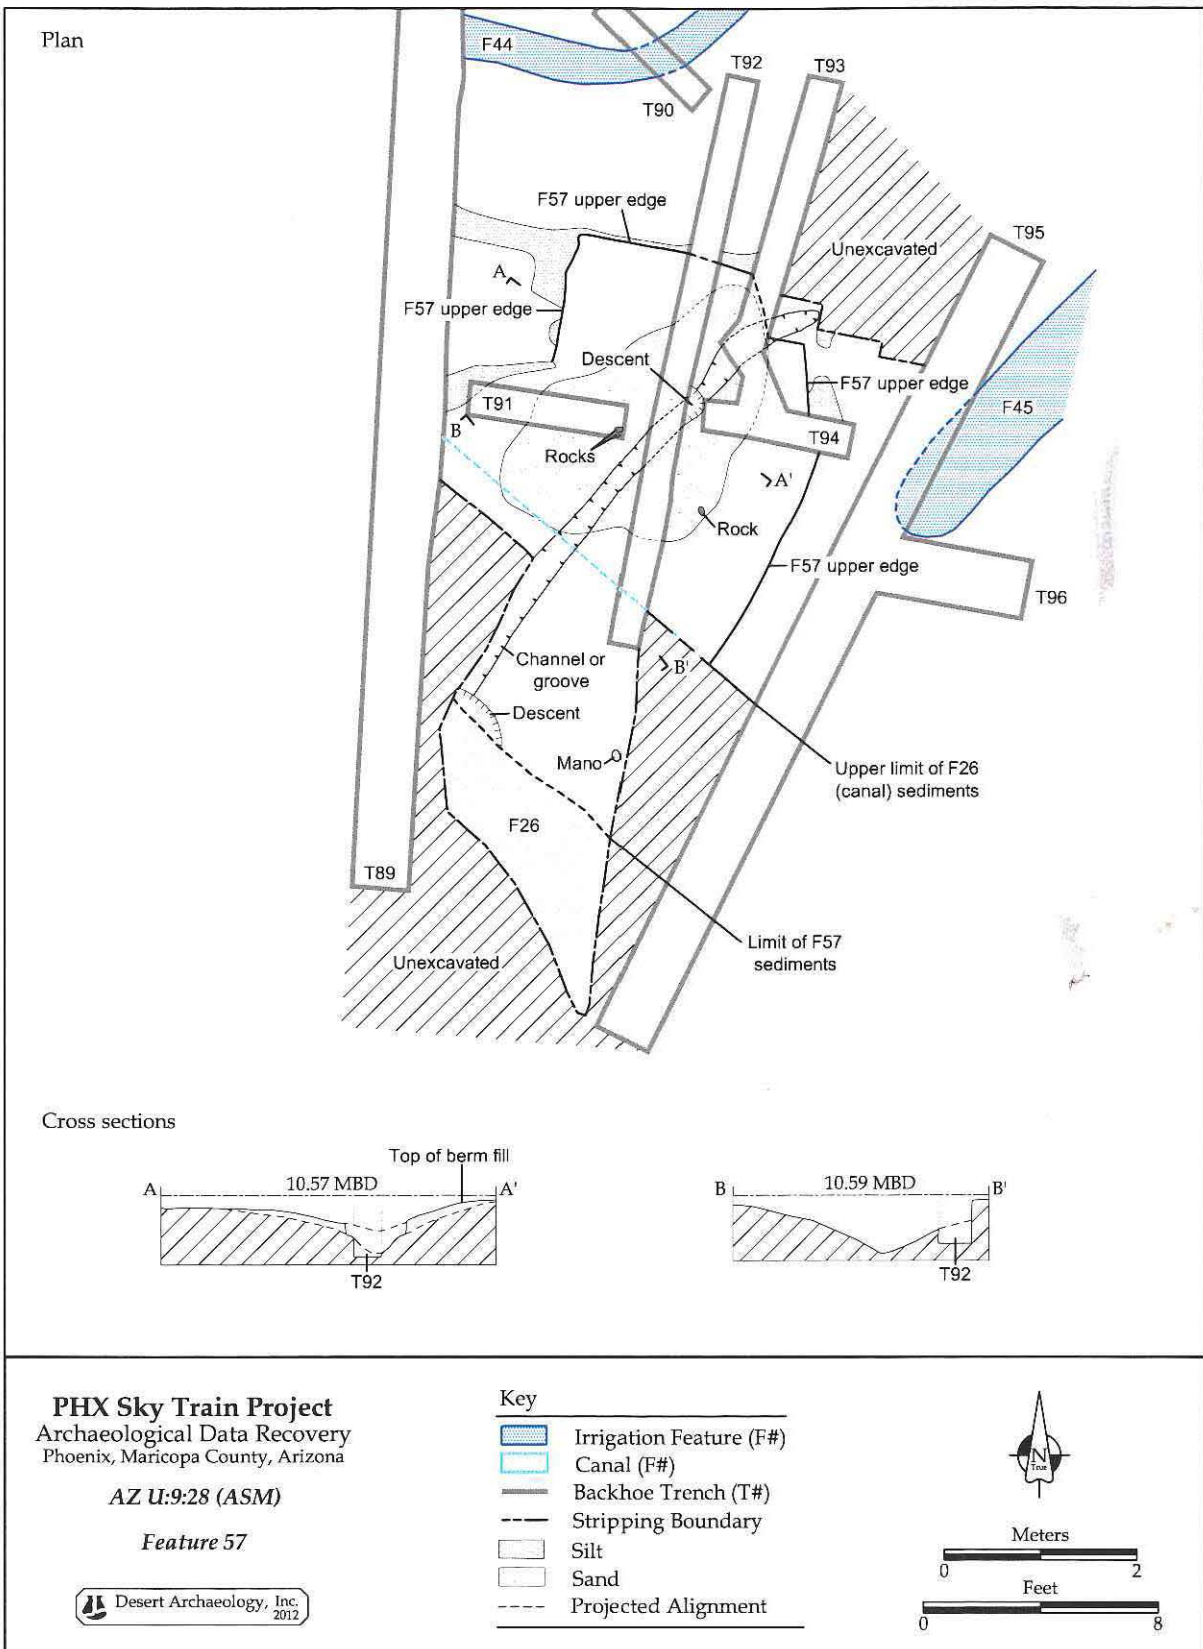 Plan
F44
T92
T93
T90
F57 upper edge
T95
Unexcavated
A
F57 upper edge
Descent
F57 upper edge
F45
T91
B
T94
Rocks
A'
Rock
F57 upper edge
T96
Channel or
groove
B'
Descent
Mano
Upper limit of F26
(canal) sediments
F26
T89
Limit of F57
sediments
Unexcavated
Cross sections
Top of berm fill
A
10.57 MBD
A'
T92
B
10.59 MBD
B'
T92
PHX Sky Train Project
Archaeological Data Recovery
Phoenix, Maricopa County, Arizona
AZ U:9:28 (ASM)
Feature 57
Desert Archaeology, Inc.
2012
Key
Irrigation Feature (F#)
Canal (F#)
Backhoe Trench (T#)
Stripping Boundary
Silt
Sand
Projected Alignment
N
True
Meters
0 2
Feet
0 8